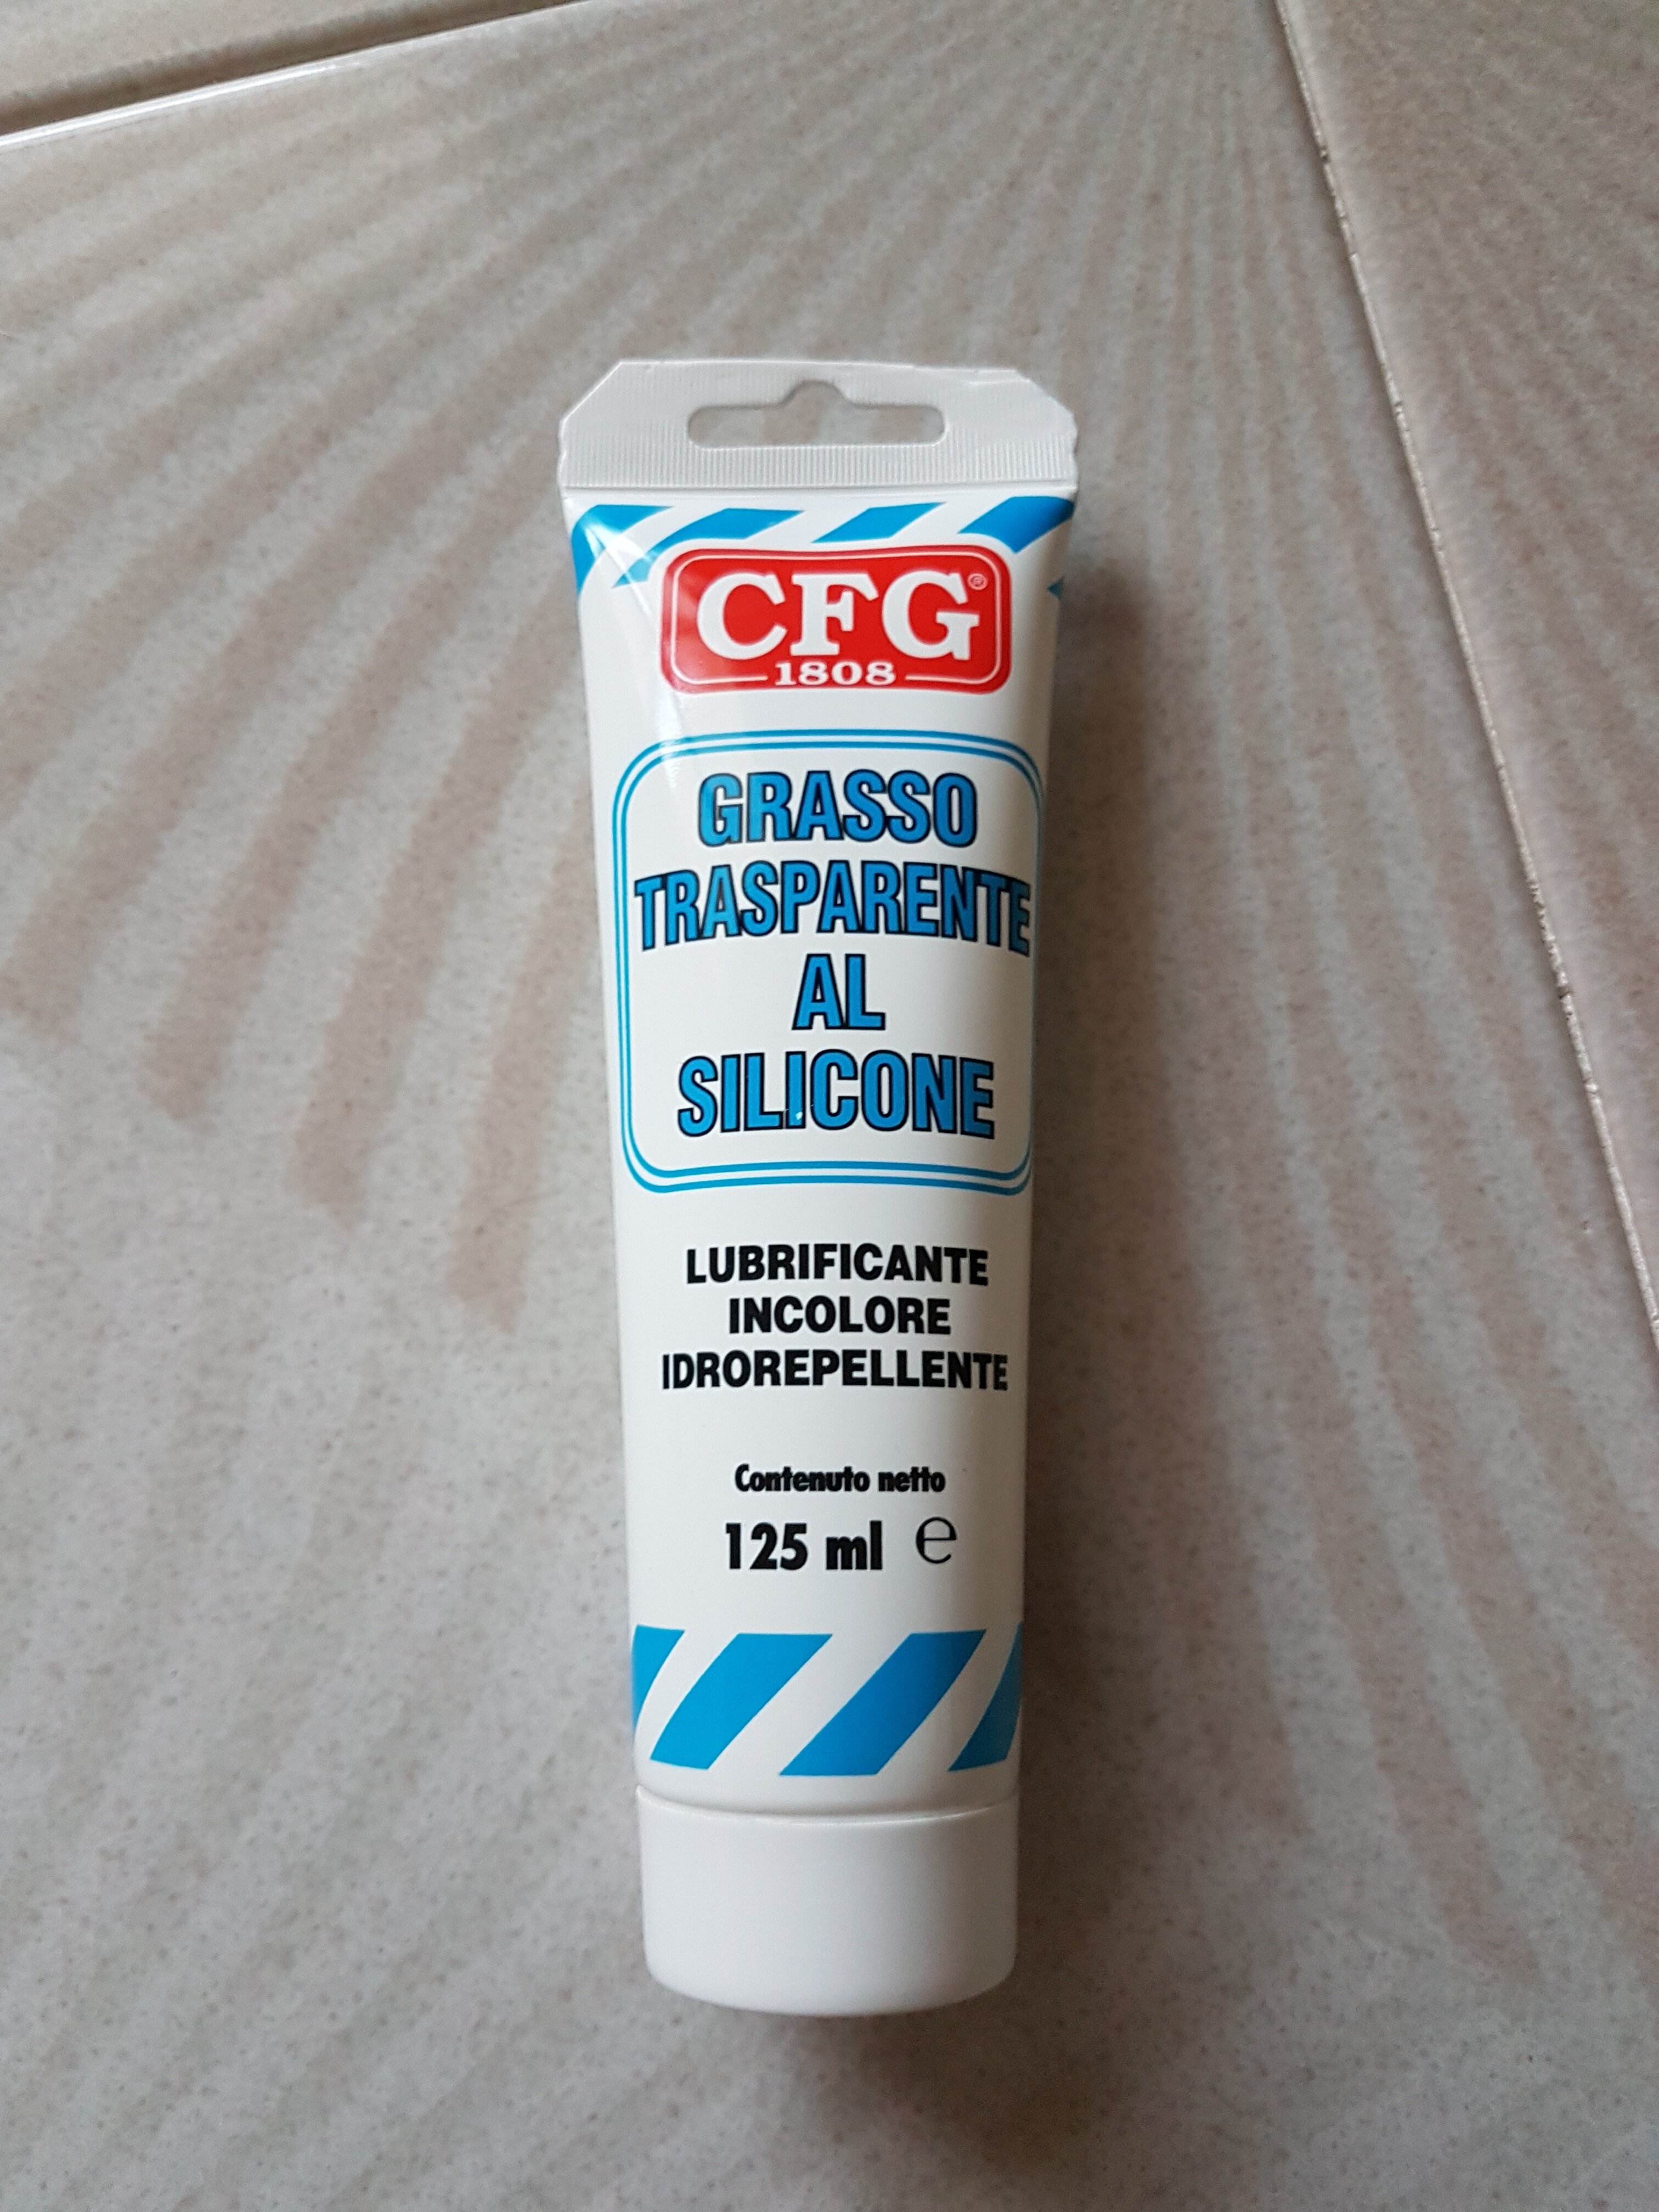 CFG®
1808
GRASSO
TRASPARENTE
AL
SILICONE
LUBRIFICANTE
INCOLORE
IDROREPELLENTE
Contenuto netto
125 ml ℮